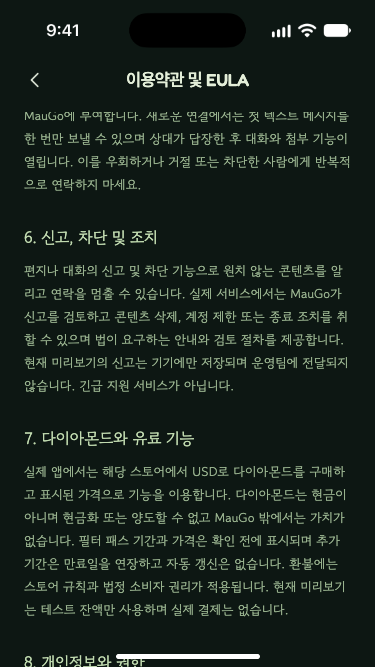 9:41
이용약관 및 EULA
MauGo에 부여합니다. 새로운 연결에서는 첫 텍스트 메시지를
한 번만 보낼 수 있으며 상대가 답장한 후 대화와 첨부 기능이
열립니다. 이를 우회하거나 거절 또는 차단한 사람에게 반복적
으로 연락하지 마세요.
6. 신고, 차단 및 조치
편지나 대화의 신고 및 차단 기능으로 원치 않는 콘텐츠를 알
리고 연락을 멈출 수 있습니다. 실제 서비스에서는 MauGo가
신고를 검토하고 콘텐츠 삭제, 계정 제한 또는 종료 조치를 취
할 수 있으며 법이 요구하는 안내와 검토 절차를 제공합니다.
현재 미리보기의 신고는 기기에만 저장되며 운영팀에 전달되지
않습니다. 긴급 지원 서비스가 아닙니다.
7. 다이아몬드와 유료 기능
실제 앱에서는 해당 스토어에서 USD로 다이아몬드를 구매하
고 표시된 가격으로 기능을 이용합니다. 다이아몬드는 현금이
아니며 현금화 또는 양도할 수 없고 MauGo 밖에서는 가치가
없습니다. 필터 패스 기간과 가격은 확인 전에 표시되며 추가
기간은 만료일을 연장하고 자동 갱신은 없습니다. 환불에는
스토어 규칙과 법정 소비자 권리가 적용됩니다. 현재 미리보기
는 테스트 잔액만 사용하며 실제 결제는 없습니다.
8. 개인정보와 권한